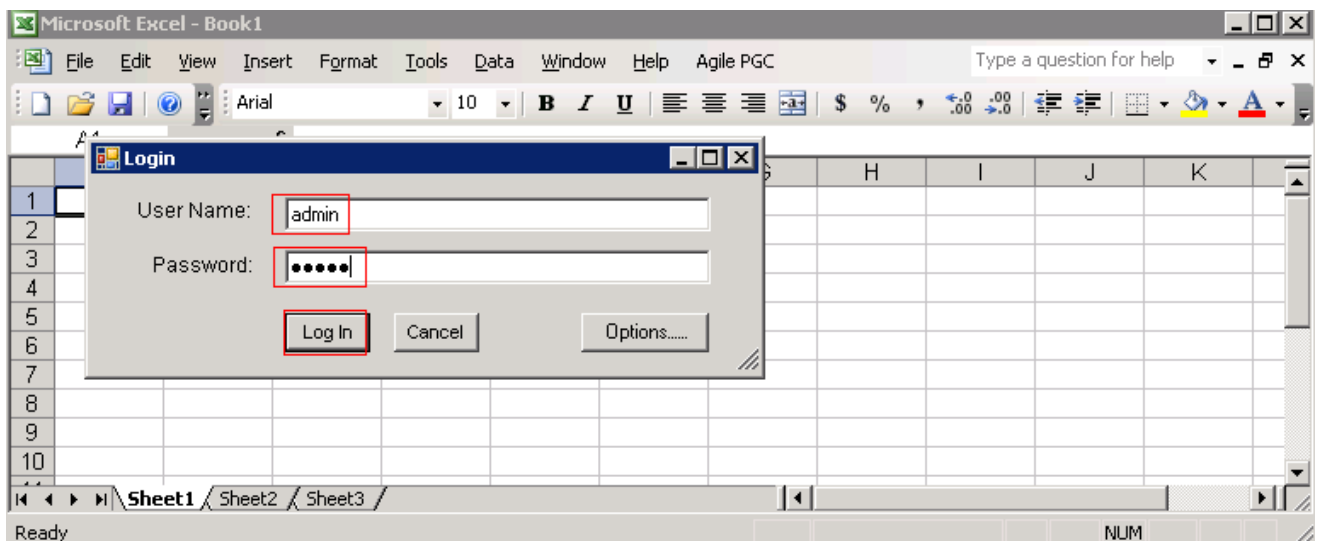 Microsoft Excel - Book1
File Edit View Insert Format Tools Data Window Help Agile PGC Type a question for help
Arial 10 B I U $ % , .00 .00 A
Login
H I J K
User Name: admin
Password: ●●●●●
Log In Cancel Options......
1
2
3
4
5
6
7
8
9
10
Sheet1 Sheet2 Sheet3
Ready NUM